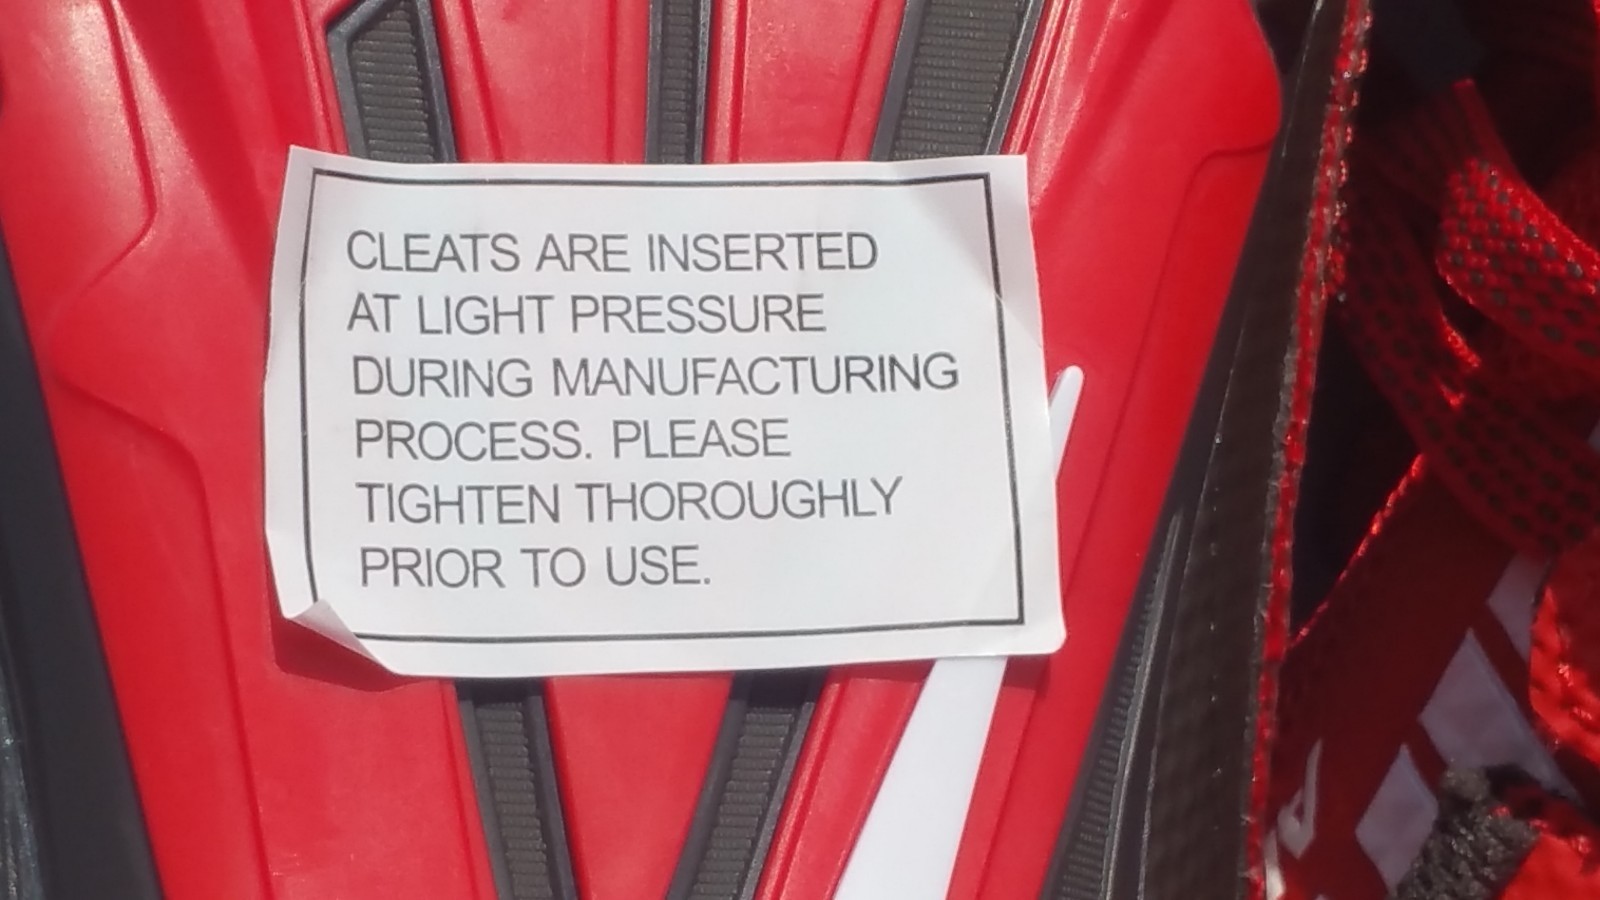 CLEATS ARE INSERTED
AT LIGHT PRESSURE
DURING MANUFACTURING
PROCESS. PLEASE
TIGHTEN THOROUGHLY
PRIOR TO USE.